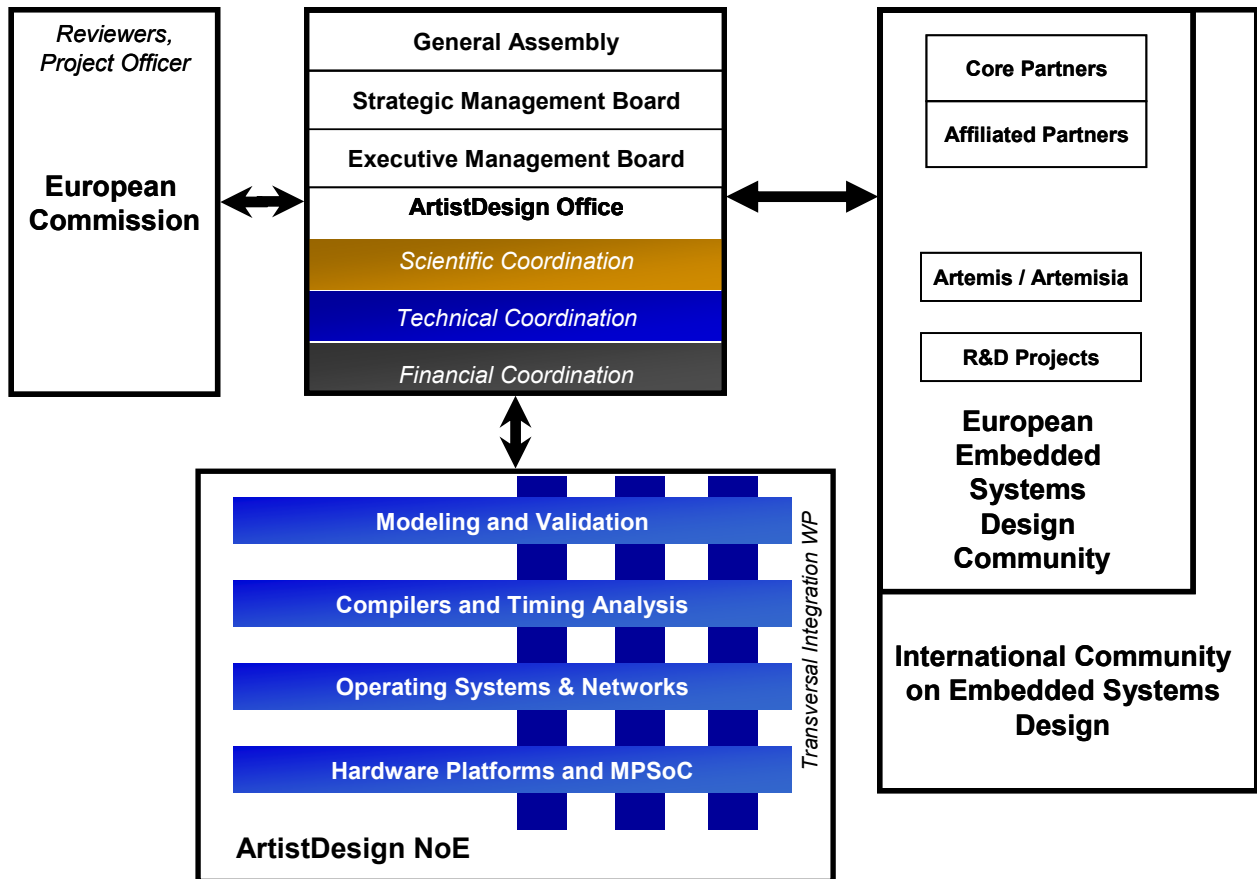 Reviewers,
Project Officer
European
Commission
General Assembly
Strategic Management Board
Executive Management Board
ArtistDesign Office
Scientific Coordination
Technical Coordination
Financial Coordination
Core Partners
Affiliated Partners
Artemis / Artemisia
R&D Projects
European
Embedded
Systems
Design
Community
International Community
on Embedded Systems
Design
Modeling and Validation
Compilers and Timing Analysis
Operating Systems & Networks
Hardware Platforms and MPSoC
Transversal Integration WP
ArtistDesign NoE